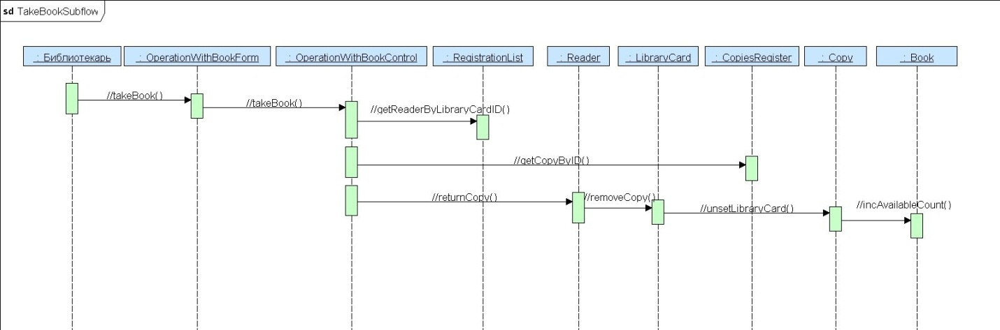 sd TakeBookSubflow
: Библиотекарь
: OperationWithBookForm
: OperationWithBookControl
: RegistrationList
: Reader
: LibraryCard
: CopiesRegister
: Copy
: Book
//takeBook()
//takeBook()
//getReaderByLibraryCardID()
//getCopyByID()
//returnCopy()
//removeCopy()
//unsetLibraryCard()
//incAvailableCount()